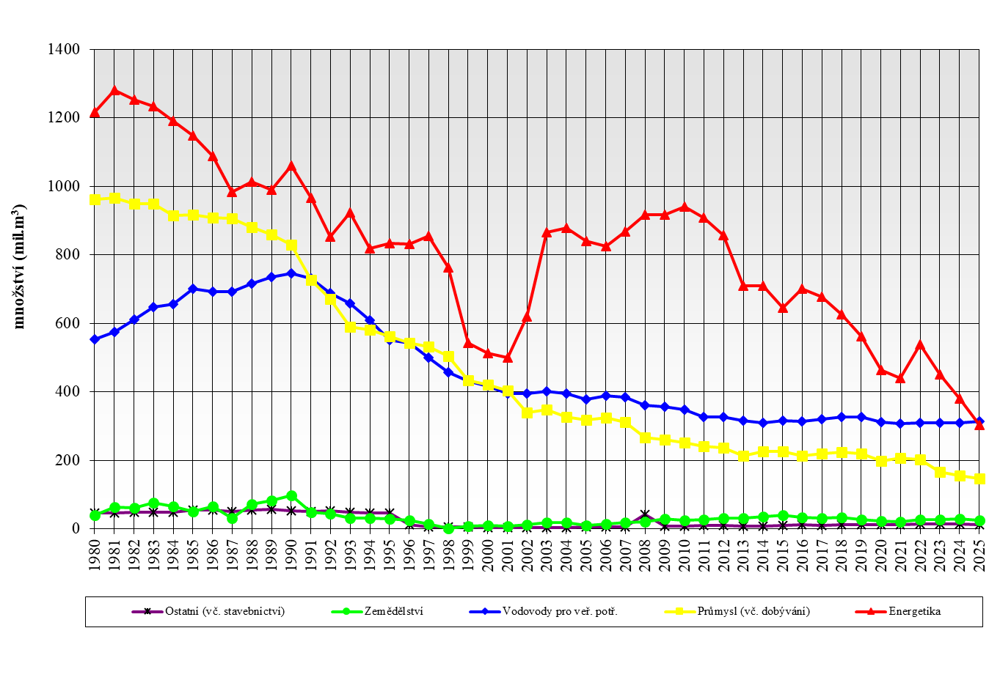 1400
1200
1000
800
600
400
200
0
množství (mil.m³)
1980 1981 1982 1983 1984 1985 1986 1987 1988 1989 1990 1991 1992 1993 1994 1995 1996 1997 1998 1999 2000 2001 2002 2003 2004 2005 2006 2007 2008 2009 2010 2011 2012 2013 2014 2015 2016 2017 2018 2019 2020 2021 2022 2023 2024 2025
Ostatní (vč. stavebnictví) Zemědělství Vodovody pro veř. potř. Průmysl (vč. dobývání) Energetika